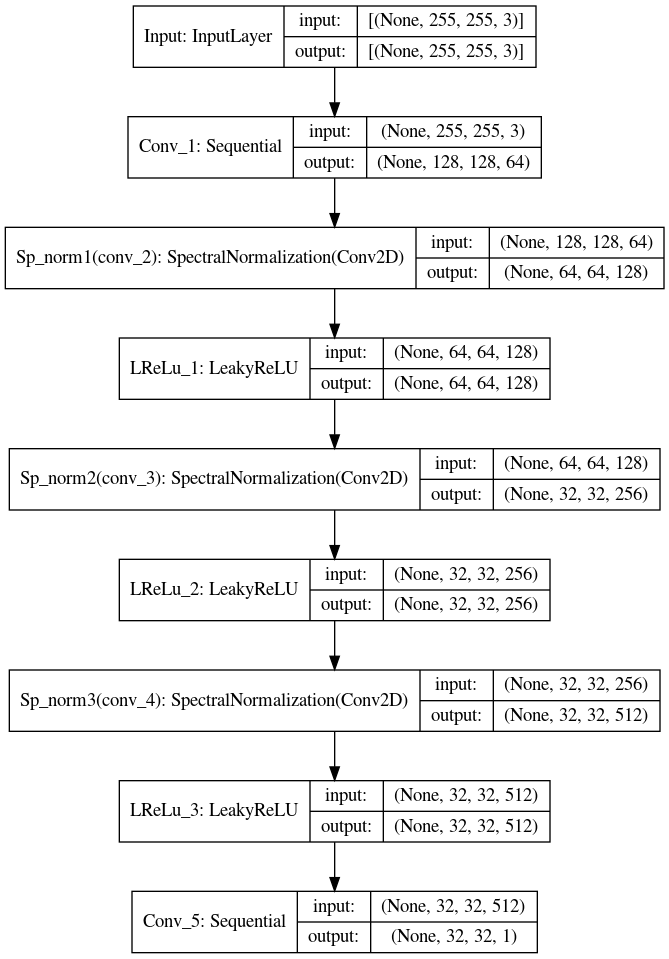 Input: InputLayer
input: [(None, 255, 255, 3)]
output: [(None, 255, 255, 3)]
Conv_1: Sequential
input: (None, 255, 255, 3)
output: (None, 128, 128, 64)
Sp_norm1(conv_2): SpectralNormalization(Conv2D)
input: (None, 128, 128, 64)
output: (None, 64, 64, 128)
LReLu_1: LeakyReLU
input: (None, 64, 64, 128)
output: (None, 64, 64, 128)
Sp_norm2(conv_3): SpectralNormalization(Conv2D)
input: (None, 64, 64, 128)
output: (None, 32, 32, 256)
LReLu_2: LeakyReLU
input: (None, 32, 32, 256)
output: (None, 32, 32, 256)
Sp_norm3(conv_4): SpectralNormalization(Conv2D)
input: (None, 32, 32, 256)
output: (None, 32, 32, 512)
LReLu_3: LeakyReLU
input: (None, 32, 32, 512)
output: (None, 32, 32, 512)
Conv_5: Sequential
input: (None, 32, 32, 512)
output: (None, 32, 32, 1)